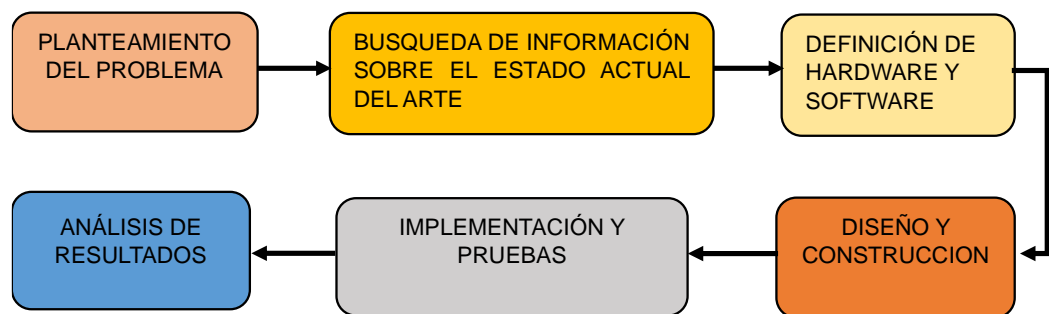 PLANTEAMIENTO
DEL PROBLEMA
BUSQUEDA DE INFORMACIÓN
SOBRE EL ESTADO ACTUAL
DEL ARTE
DEFINICIÓN DE
HARDWARE Y
SOFTWARE
DISEÑO Y
CONSTRUCCION
IMPLEMENTACIÓN Y
PRUEBAS
ANÁLISIS DE
RESULTADOS